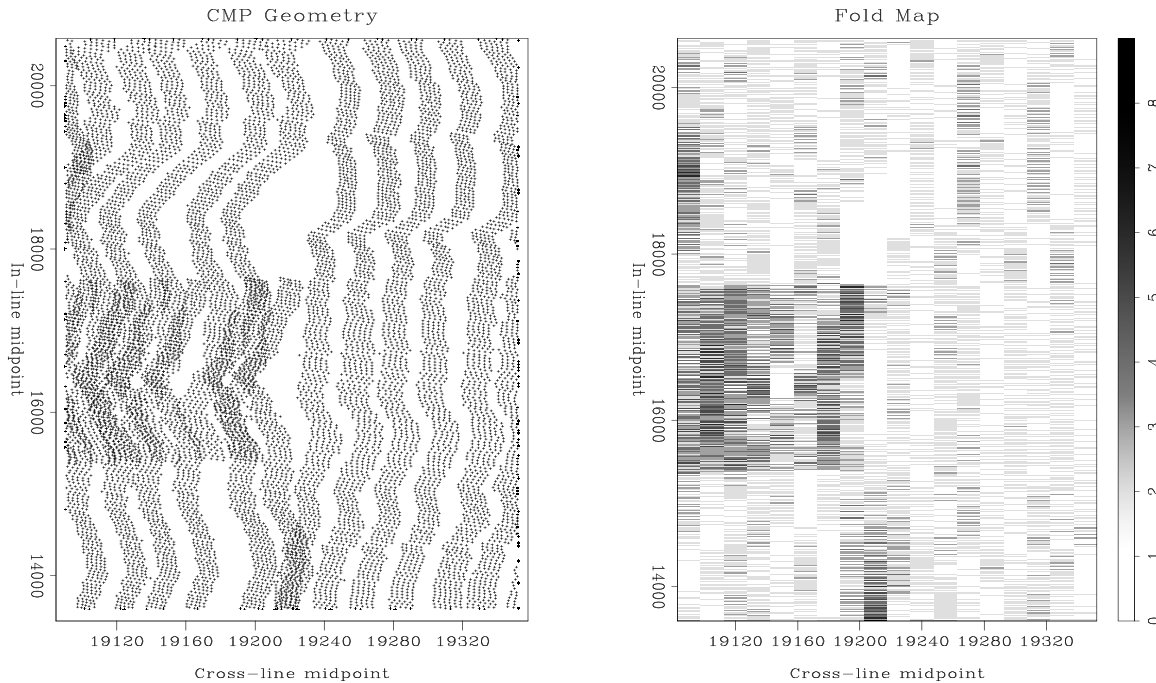 CMP Geometry
20000
18000
16000
14000
In-line midpoint
19120 19160 19200 19240 19280 19320
Cross-line midpoint
Fold Map
20000
18000
16000
14000
In-line midpoint
19120 19160 19200 19240 19280 19320
Cross-line midpoint
8
7
6
5
4
3
2
1
0